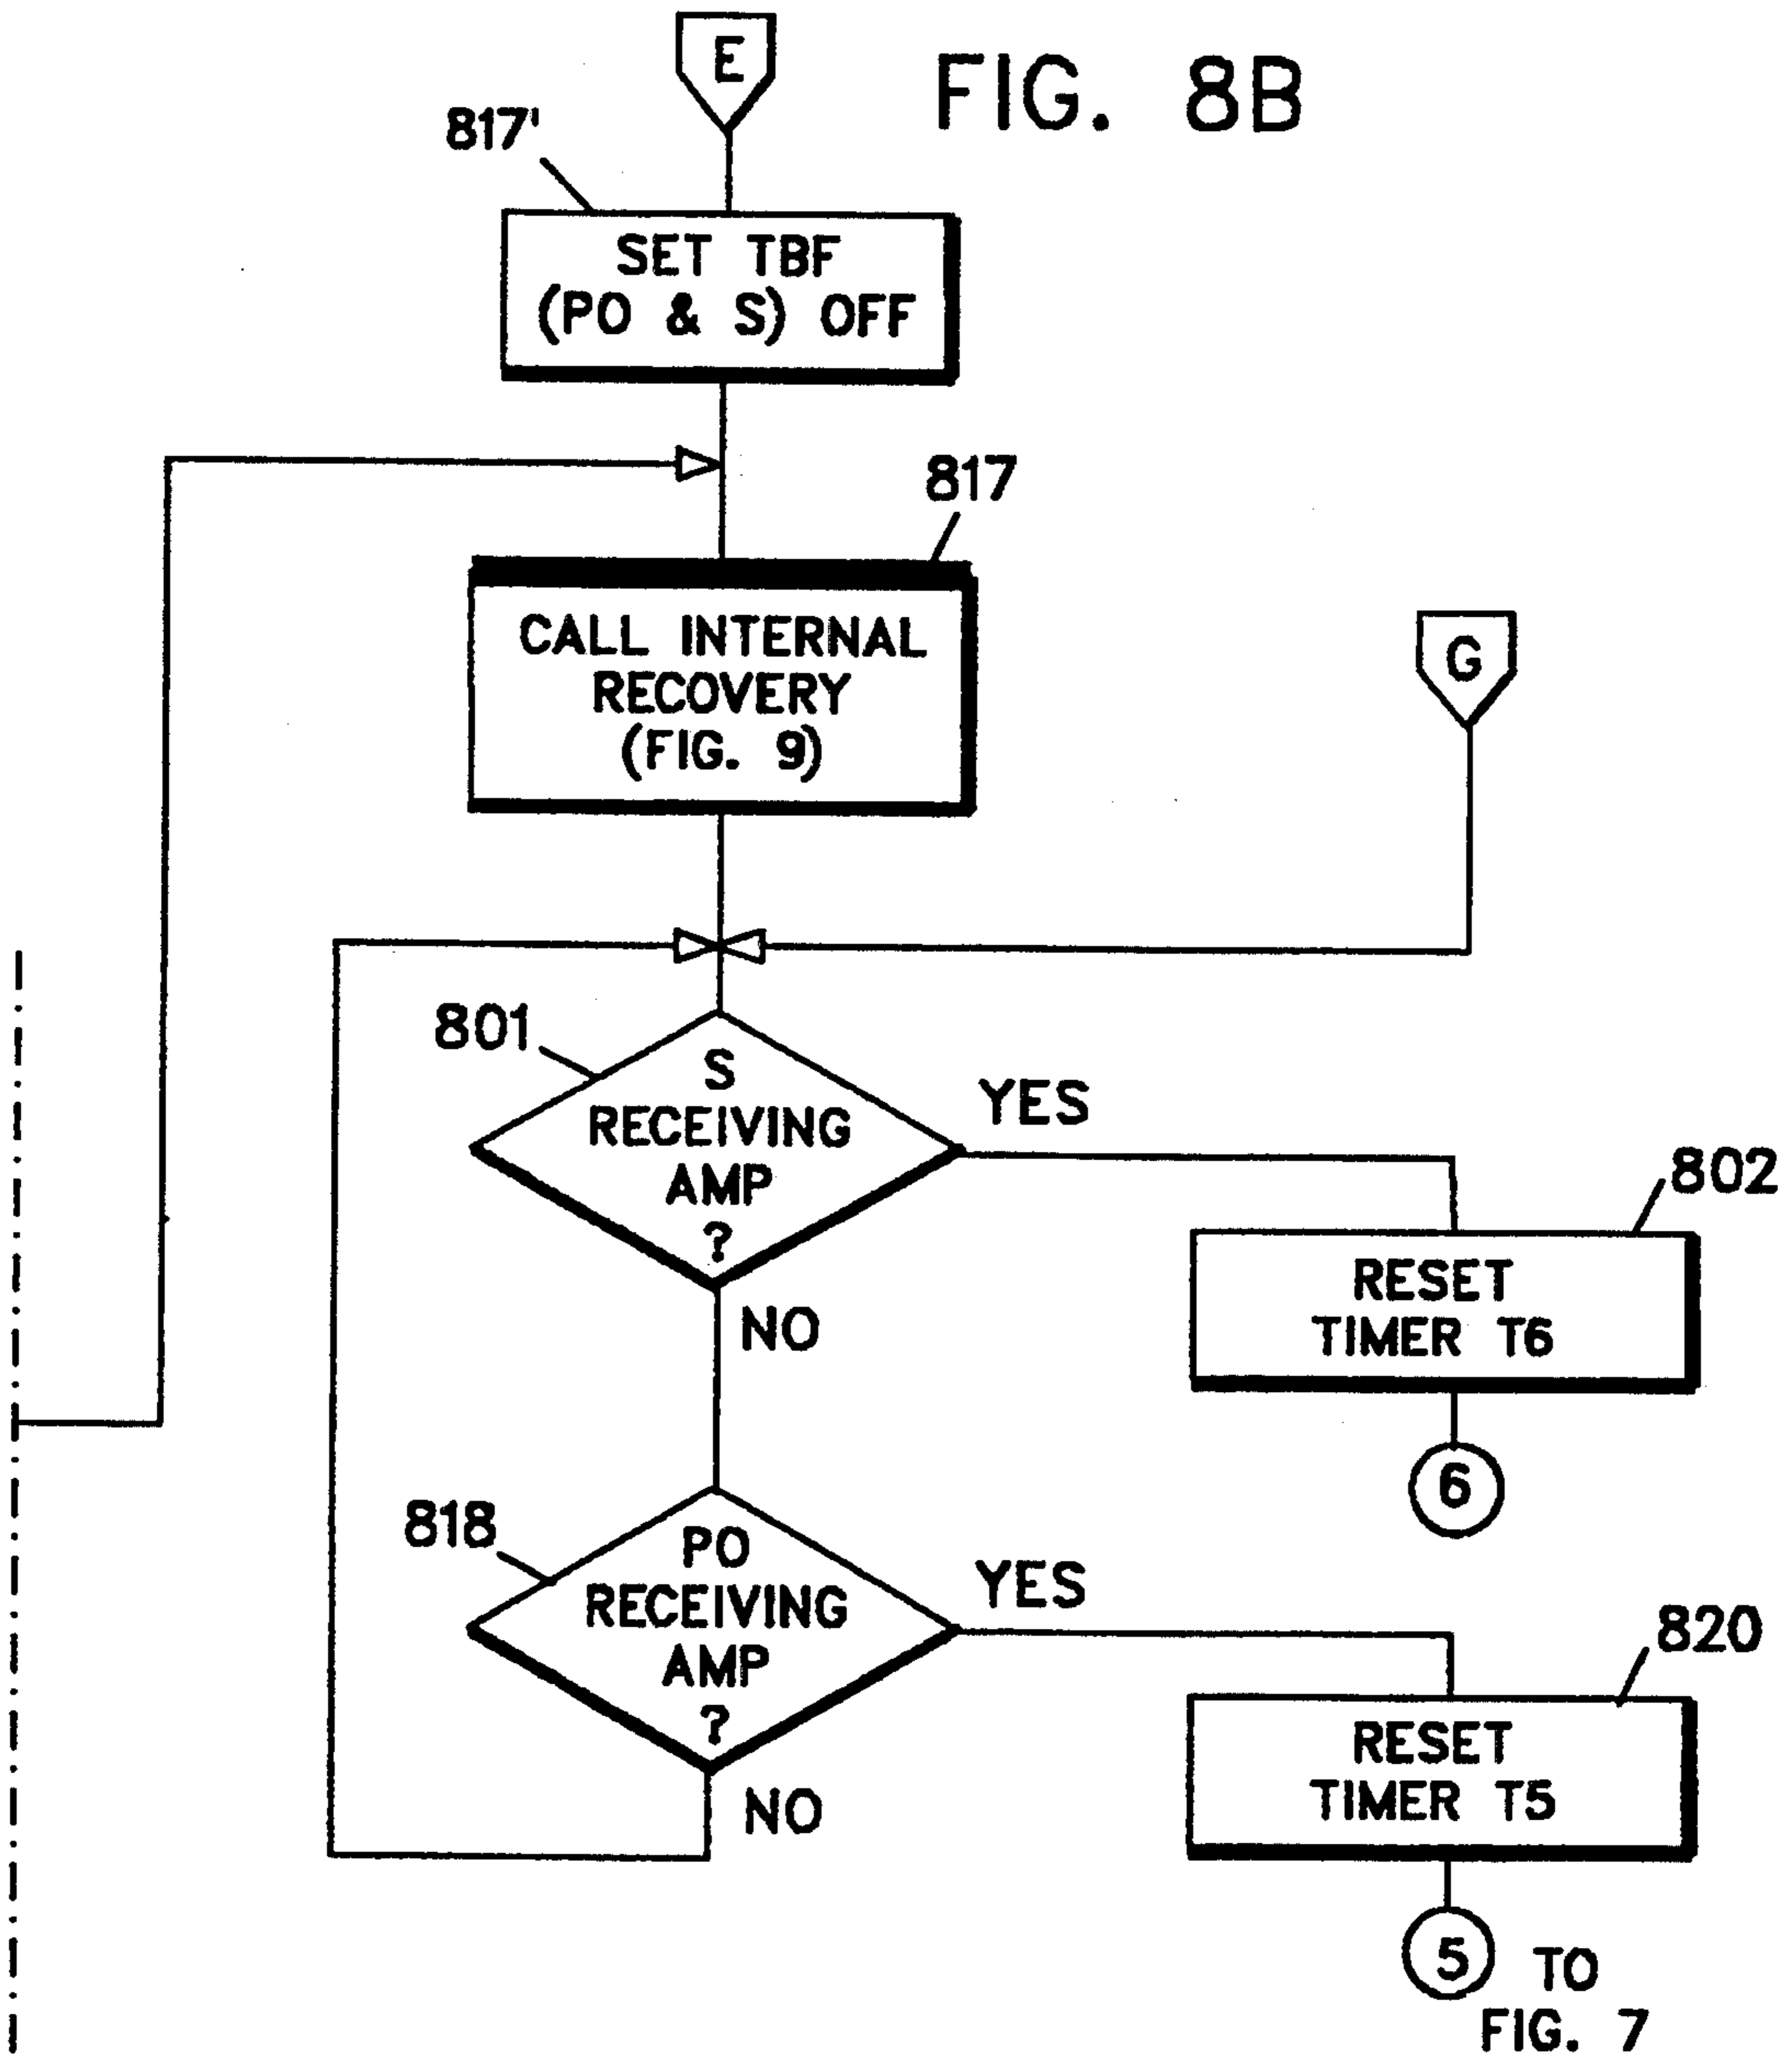 E
FIG. 8B
817'
SET TBF
(PO & S) OFF
817
CALL INTERNAL
RECOVERY
(FIG. 9)
G
801
S
RECEIVING
AMP
?
YES
802
RESET
TIMER T6
NO
6
818
PO
RECEIVING
AMP
?
YES
820
RESET
TIMER T5
NO
5
TO
FIG. 7